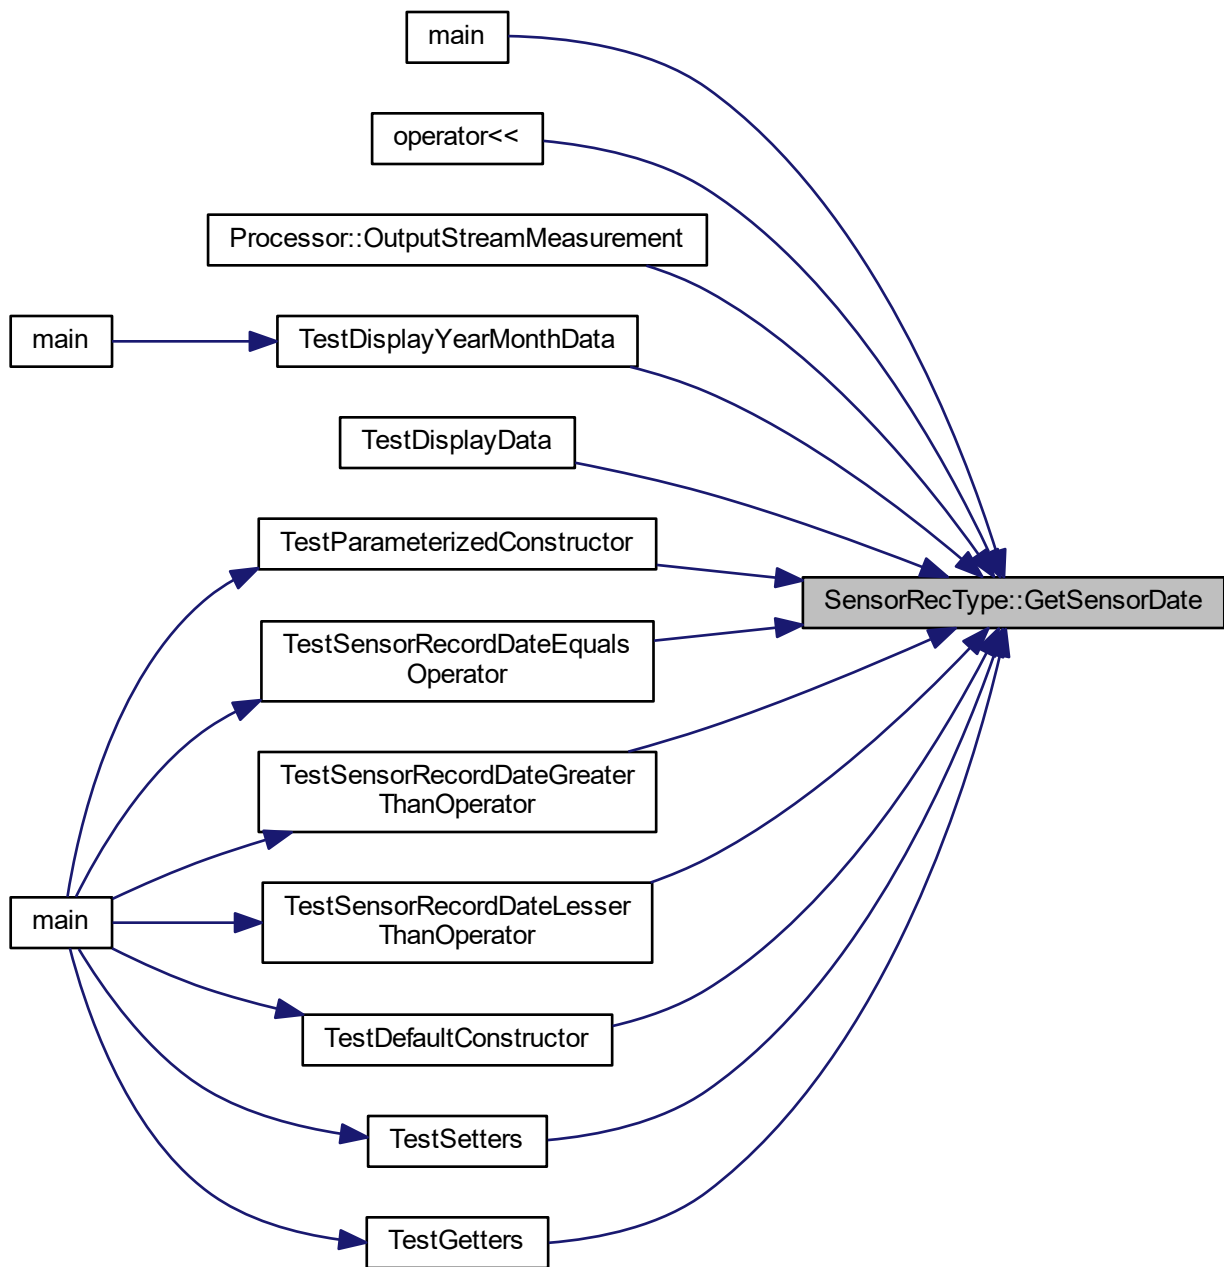 main
operator<<
Processor::OutputStreamMeasurement
main
TestDisplayYearMonthData
TestDisplayData
TestParameterizedConstructor
SensorRecType::GetSensorDate
TestSensorRecordDateEquals
Operator
TestSensorRecordDateGreater
ThanOperator
main
TestSensorRecordDateLesser
ThanOperator
TestDefaultConstructor
TestSetters
TestGetters